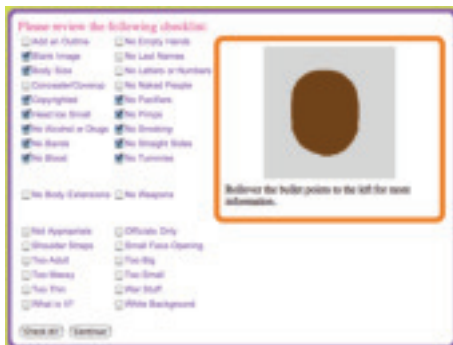 Please review the following checklist:
Add an Outline
Blank Image
Body Size
Concealer/Coverup
Copyrighted
Head too Small
No Alcohol or Drugs
No Bands
No Blood
No Body Extensions
Not Appropriate
Shoulder Straps
Too Adult
Too Messy
Too Thin
What is It?
No Empty Hands
No Last Names
No Letters or Numbers
No Naked People
No Pacifiers
No Pimps
No Smoking
No Straight Sides
No Tummies
No Weapons
Officials Only
Small Face Opening
Too Big
Too Small
War Stuff
White Background
Rollover the bullet points to the left for more
information.
Check All
Continue